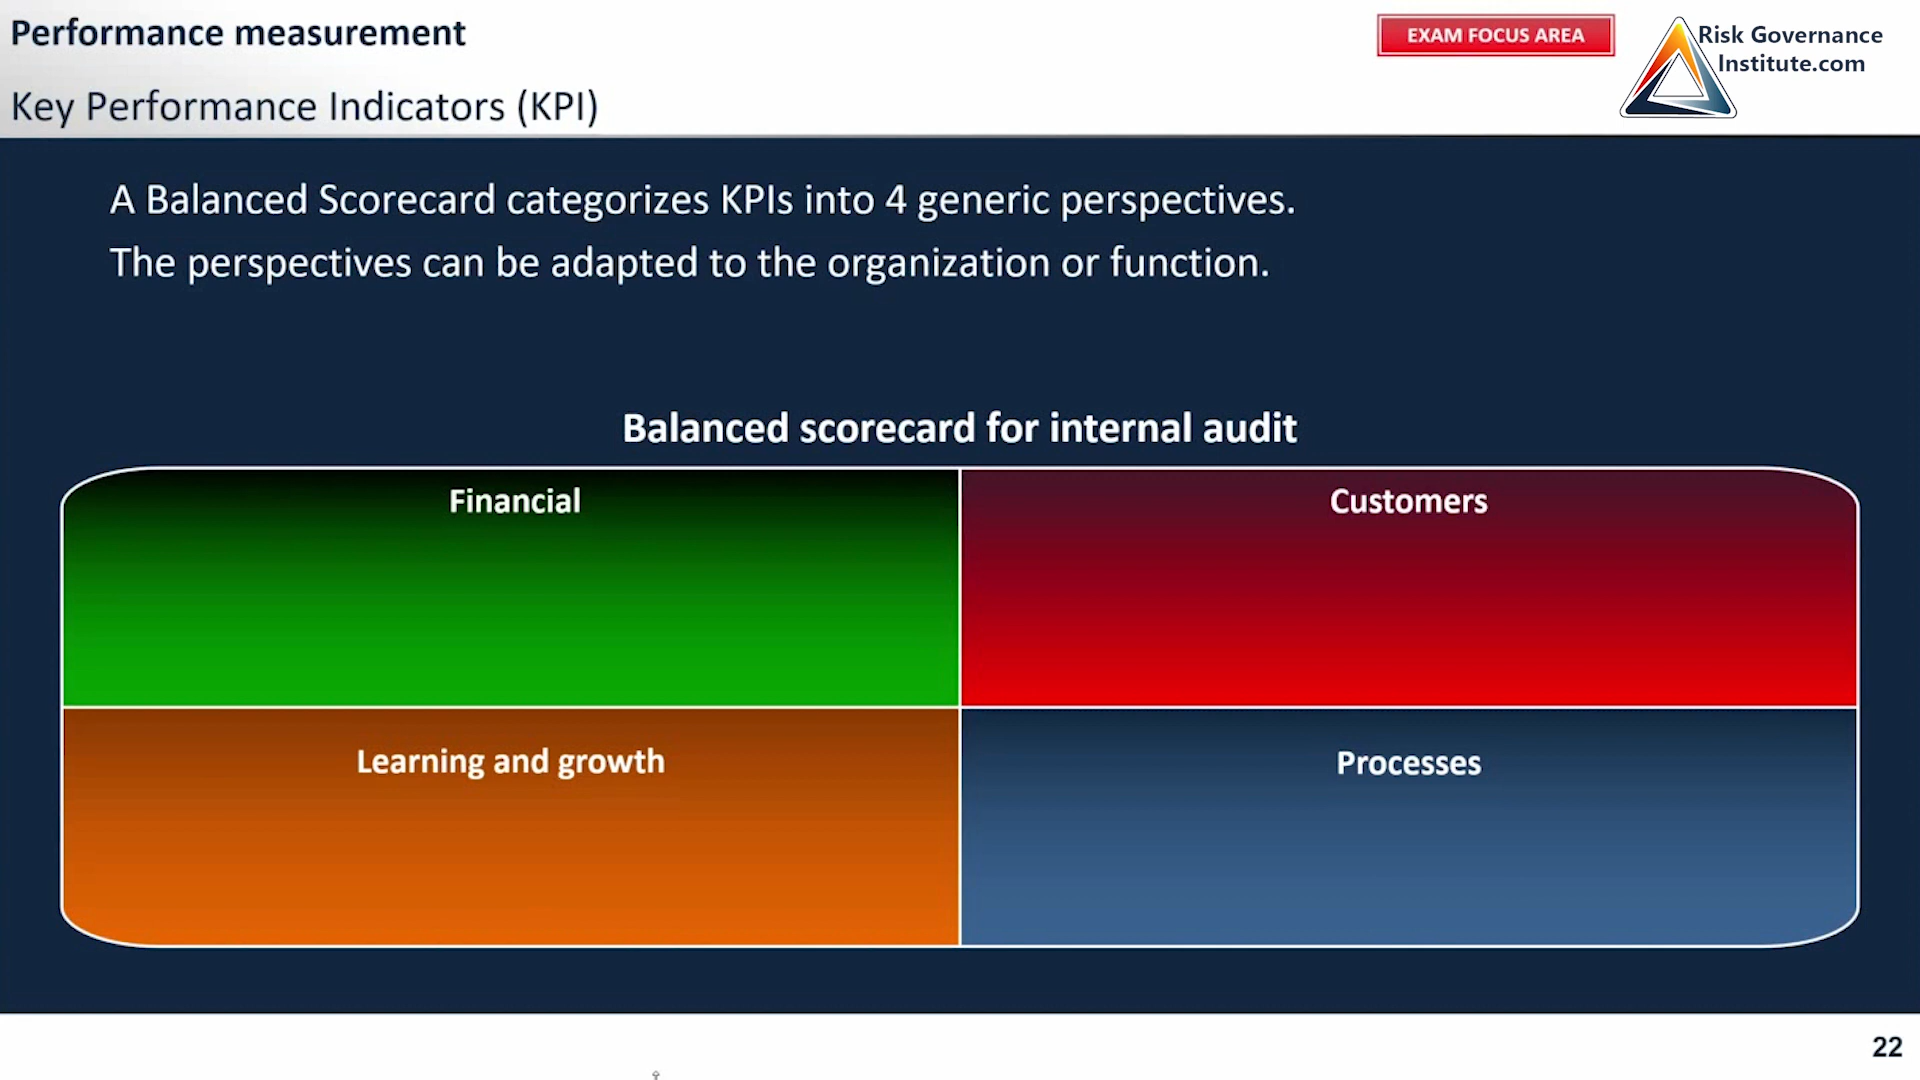 Performance measurement
EXAM FOCUS AREA
Risk Governance
Institute.com
Key Performance Indicators (KPI)
A Balanced Scorecard categorizes KPIs into 4 generic perspectives.
The perspectives can be adapted to the organization or function.
Balanced scorecard for internal audit
Financial
Customers
Learning and growth
Processes
22